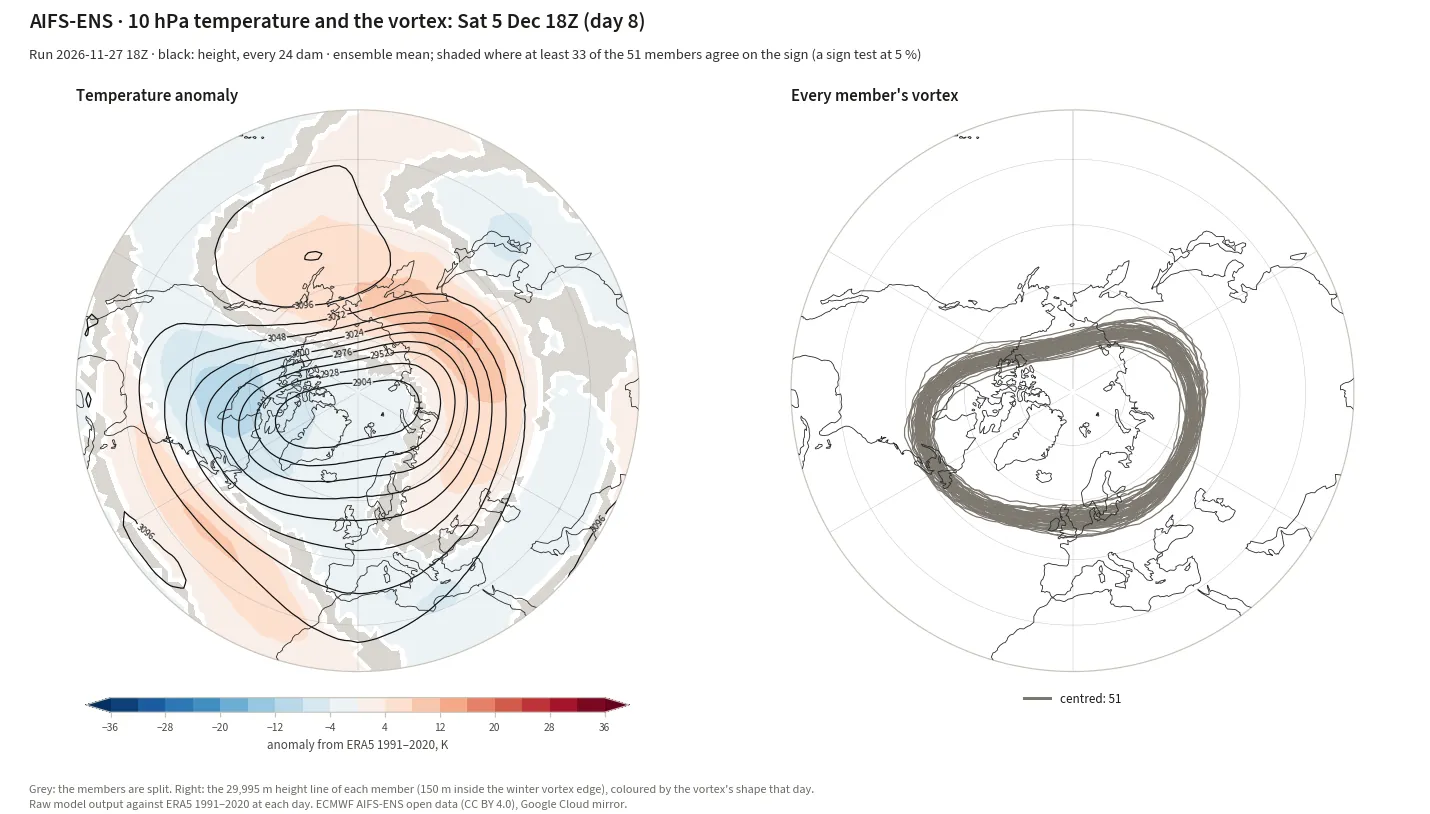 AIFS-ENS · 10 hPa temperature and the vortex: Sat 5 Dec 18Z (day 8)
Run 2026-11-27 18Z · black: height, every 24 dam · ensemble mean; shaded where at least 33 of the 51 members agree on the sign (a sign test at 5 %)
Temperature anomaly
Every member's vortex
3096
3072
3048
3024
3000
2976
2952
2928
2904
3096
3096
centred: 51
−36 −28 −20 −12 −4 4 12 20 28 36
anomaly from ERA5 1991–2020, K
Grey: the members are split. Right: the 29,995 m height line of each member (150 m inside the winter vortex edge), coloured by the vortex's shape that day.
Raw model output against ERA5 1991–2020 at each day. ECMWF AIFS-ENS open data (CC BY 4.0), Google Cloud mirror.